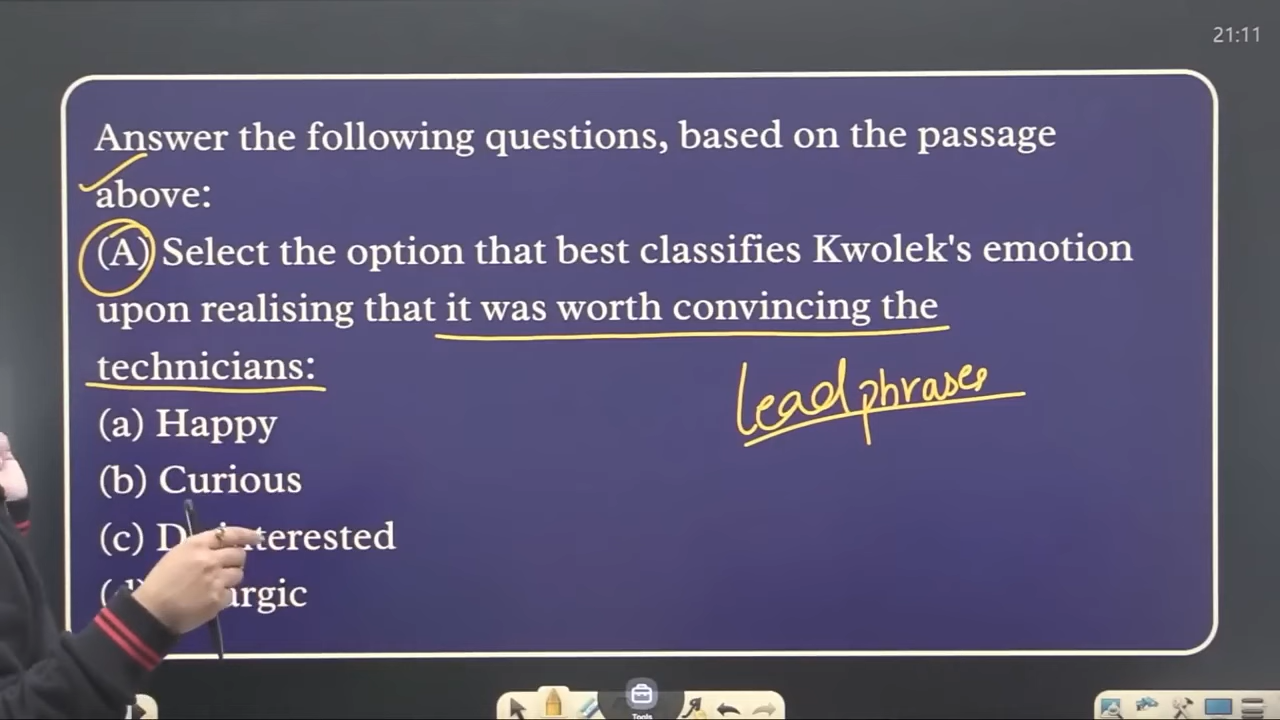 21:11
Answer the following questions, based on the passage
above:
(A) Select the option that best classifies Kwolek's emotion
upon realising that it was worth convincing the
technicians:
lead phrases
(a) Happy
(b) Curious
(c)
(d)
Tools